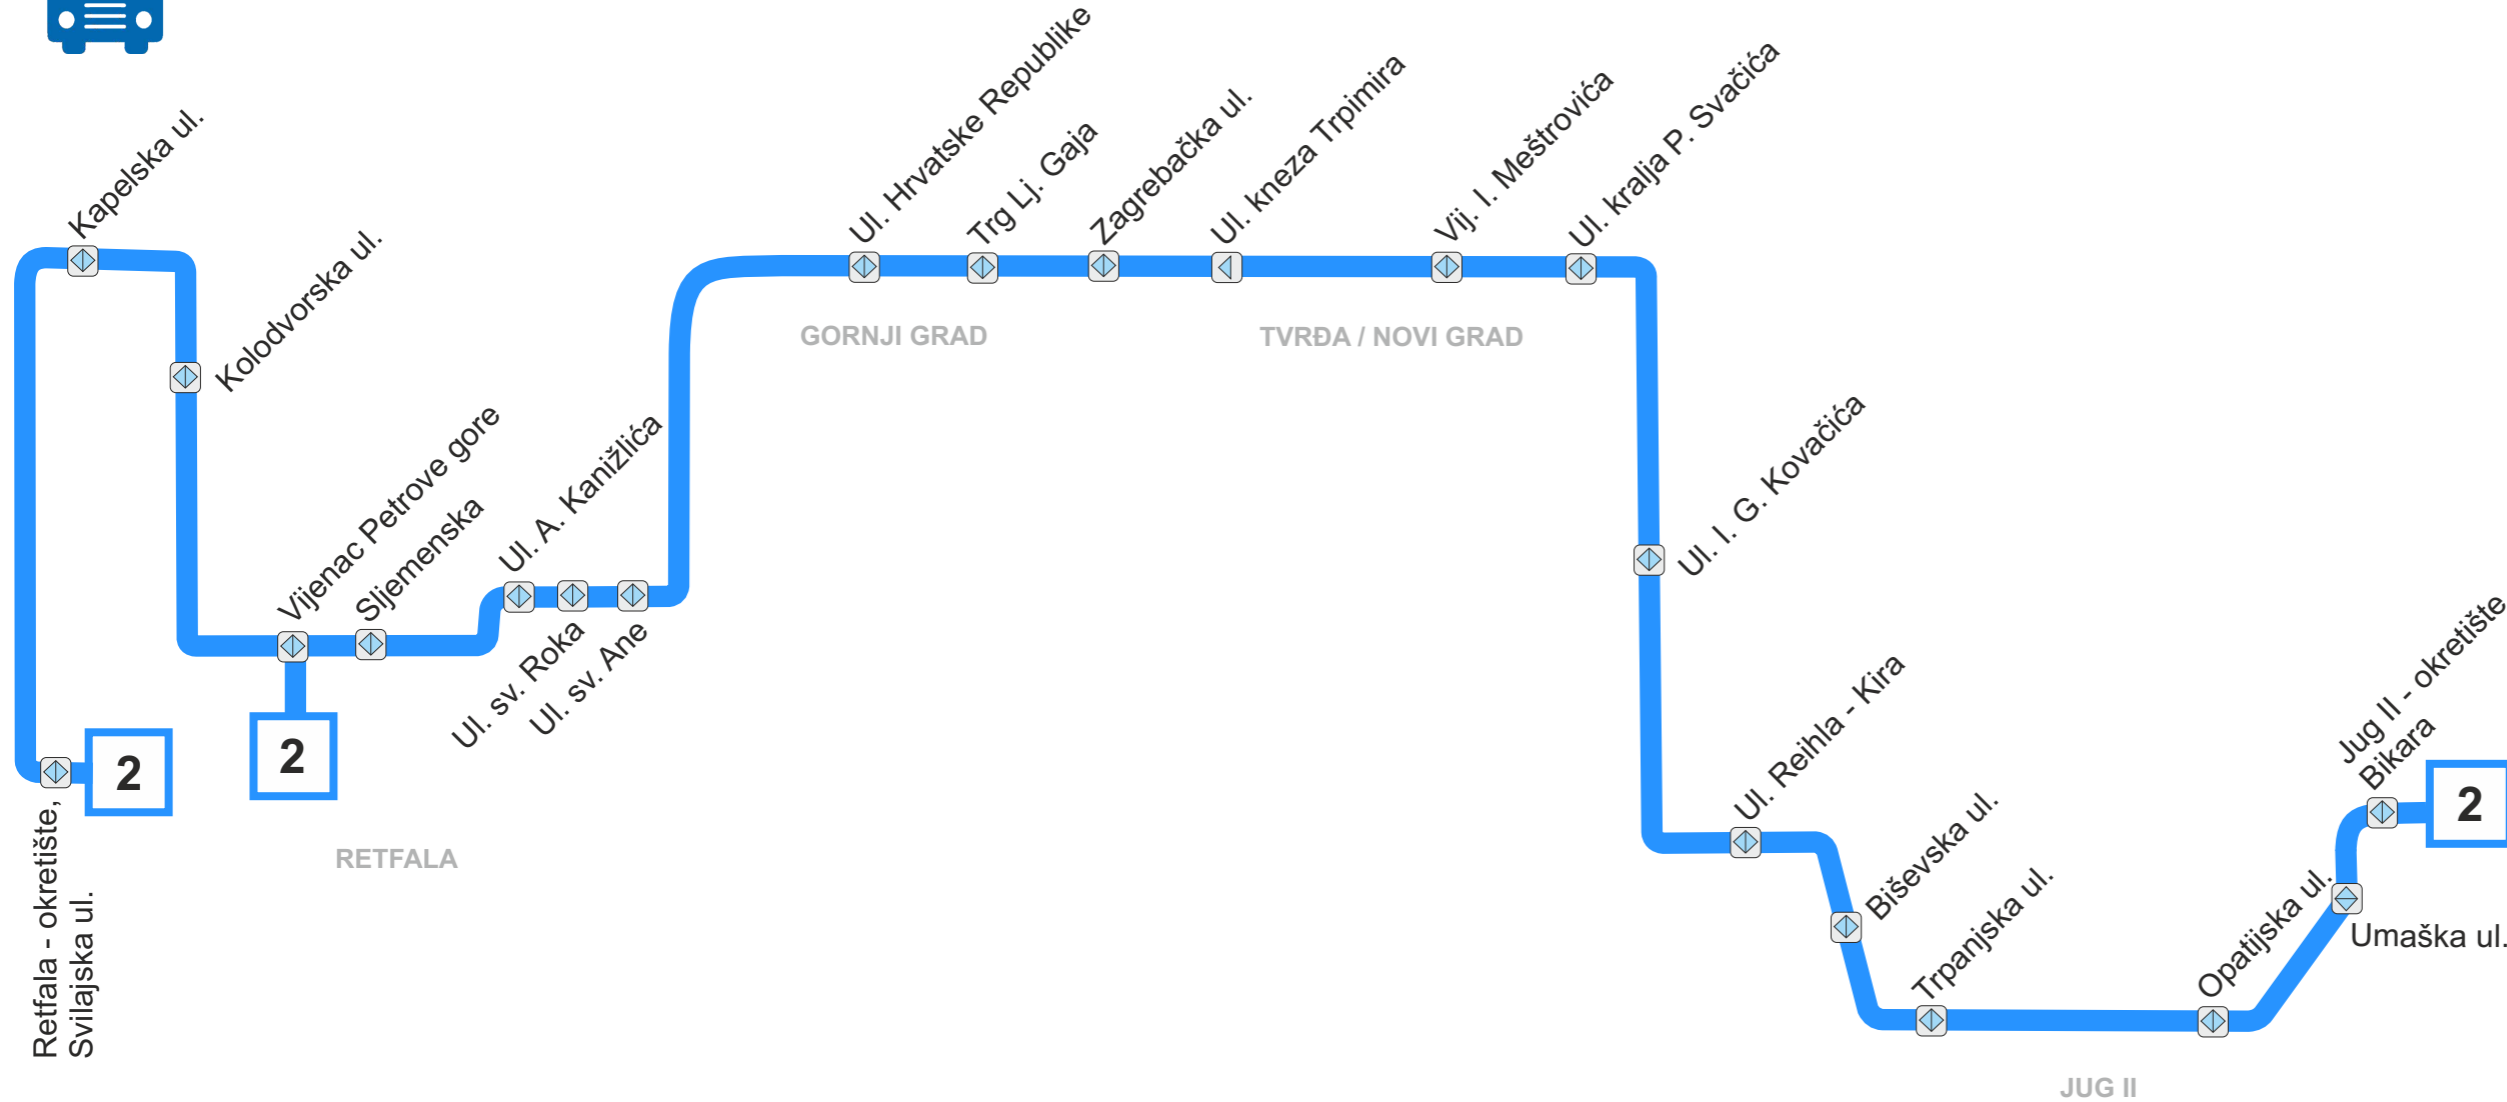 Kapelska ul.
Kolodvorska ul.
Vijenac Petrove gore
Sljemenska
Ul. A. Kanižlića
Ul. sv. Roka
Ul. sv. Ane
Ul. Hrvatske Republike
Trg Lj. Gaja
Zagrebačka ul.
Ul. kneza Trpimira
Vij. I. Meštrovića
Ul. kralja P. Svačića
GORNJI GRAD
TVRĐA / NOVI GRAD
Ul. I. G. Kovačića
Ul. Reihla - Kira
Biševska ul.
Trpanjska ul.
Opatijska ul.
Umaška ul.
Jug II - okretište
Bikara
2
2
2
Retfala - okretište,
Svilajska ul.
RETFALA
JUG II